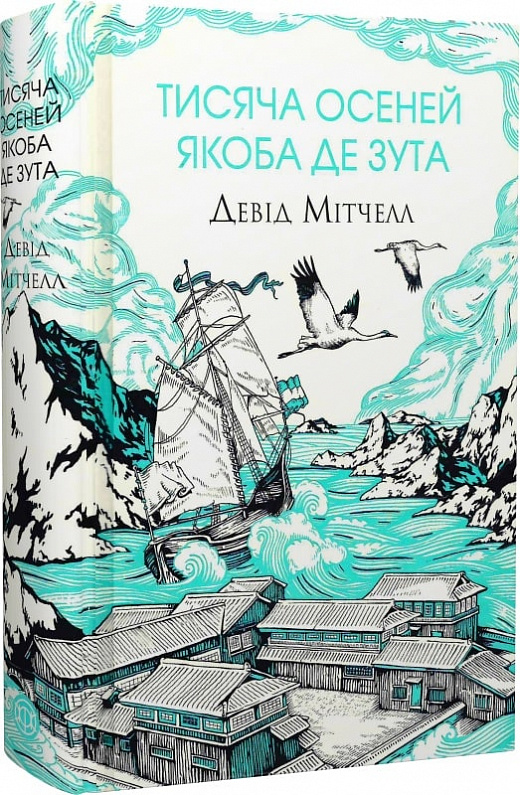 ТИСЯЧА
ОСЕНЕЙ
ЯКОБА
ДЕ ЗУТА
ДЕВІД
МІТЧЕЛЛ
ТИСЯЧА ОСЕНЕЙ
ЯКОБА ДЕ ЗУТА
ДЕВІД МІТЧЕЛЛ